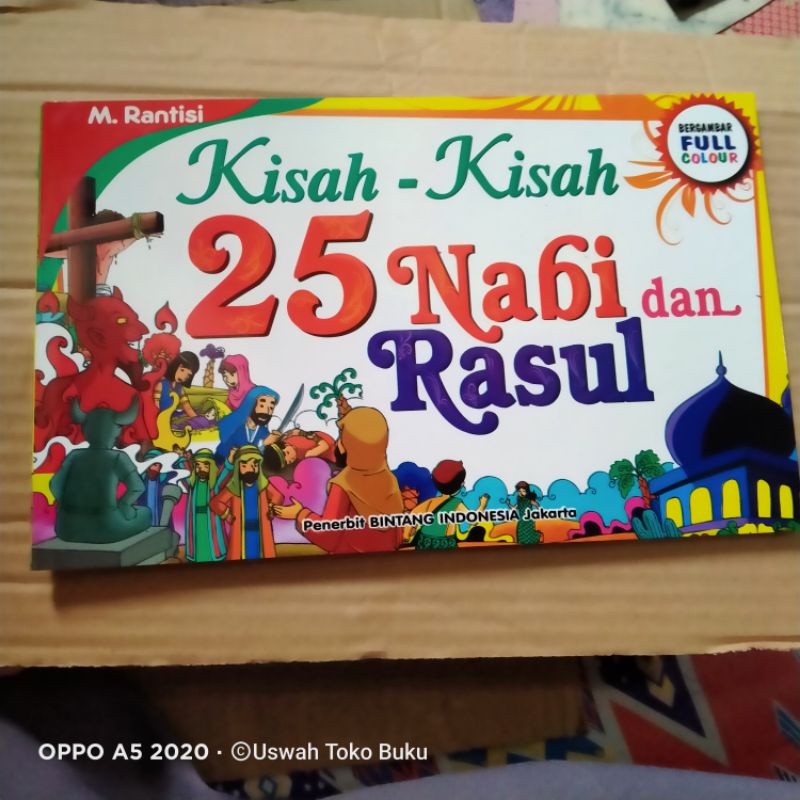 M. Rantisi
BERGAMBAR
FULL
COLOUR
Kisah - Kisah
25 Nabi dan
Rasul
Penerbit BINTANG INDONESIA Jakarta
OPPO A5 2020 · ©Uswah Toko Buku